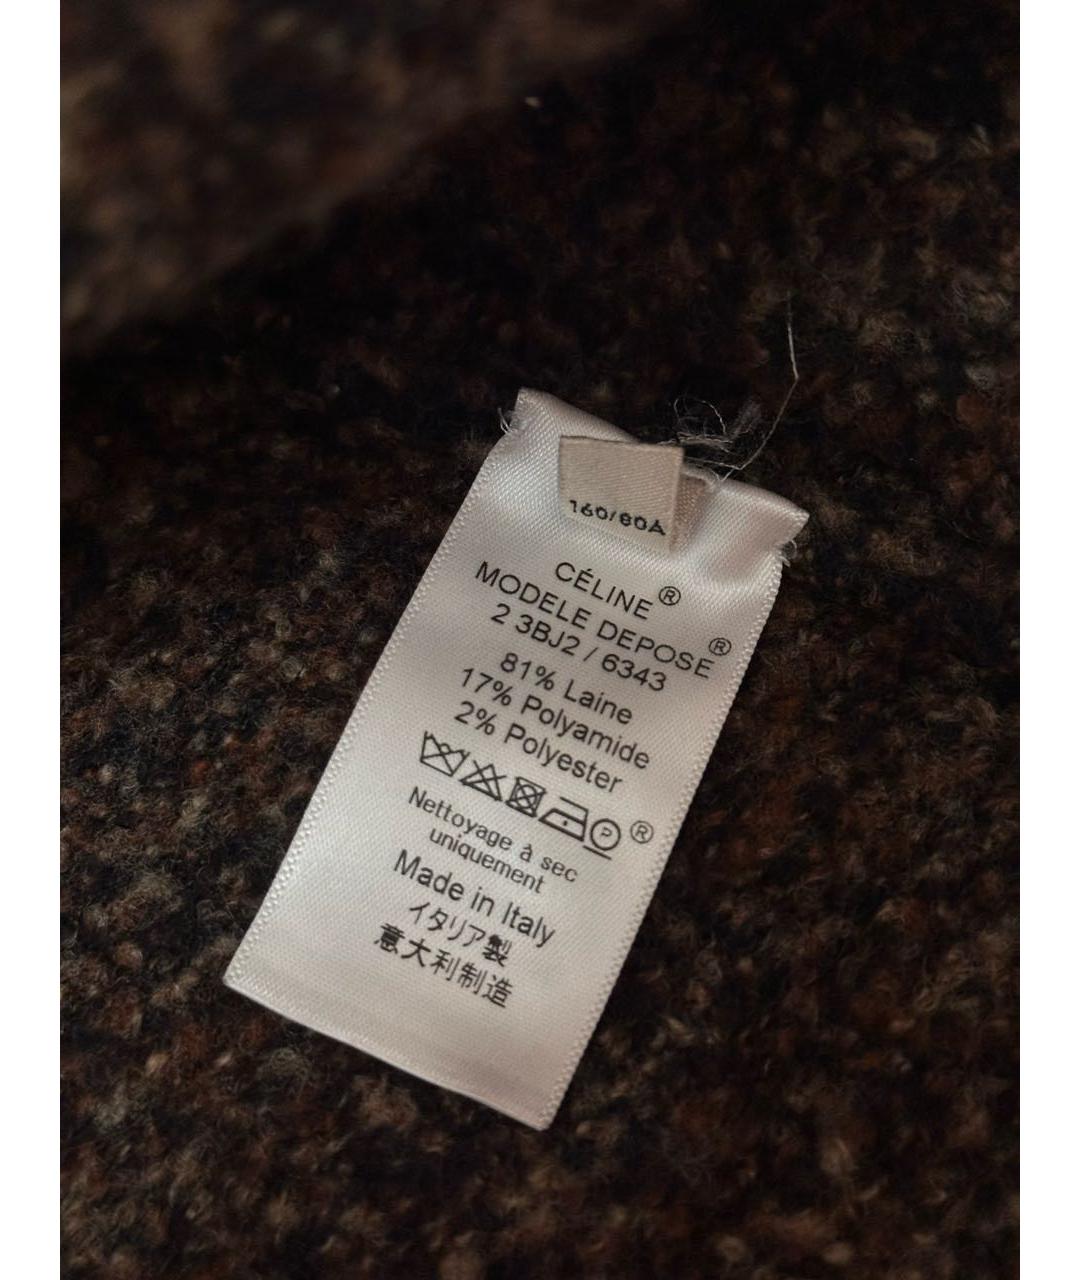 160/80A
CÉLINE ®
MODELE DEPOSE ®
2 3BJ2 / 6343
81% Laine
17% Polyamide
2% Polyester
P ®
Nettoyage à sec
uniquement
Made in Italy
イタリア製
意大利制造